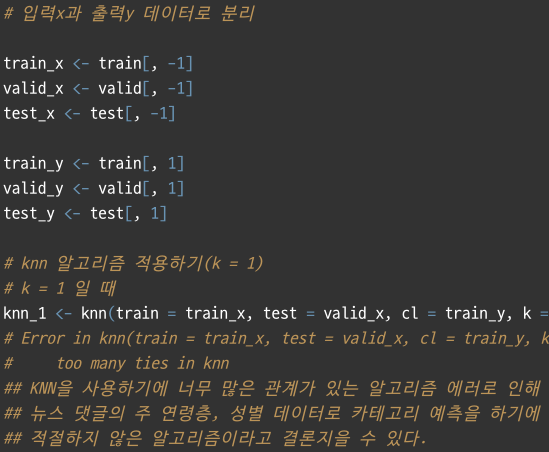 # 입력x과 출력y 데이터로 분리
train_x <- train[, -1]
valid_x <- valid[, -1]
test_x <- test[, -1]
train_y <- train[, 1]
valid_y <- valid[, 1]
test_y <- test[, 1]
# knn 알고리즘 적용하기(k = 1)
# k = 1 일 때
knn_1 <- knn(train = train_x, test = valid_x, cl = train_y, k =
# Error in knn(train = train_x, test = valid_x, cl = train_y, k
#    too many ties in knn
## KNN을 사용하기에 너무 많은 관계가 있는 알고리즘 에러로 인해
## 뉴스 댓글의 주 연령층, 성별 데이터로 카테고리 예측을 하기에
## 적절하지 않은 알고리즘이라고 결론지을 수 있다.